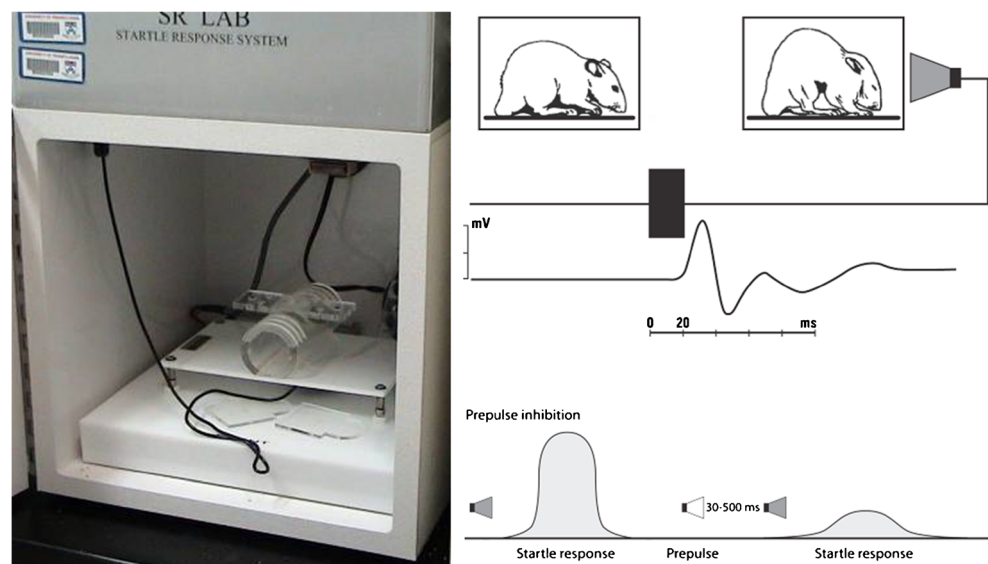 SR LAB
STARTLE RESPONSE SYSTEM
mV
0 20 ms
Prepulse inhibition
30-500 ms
Startle response Prepulse Startle response